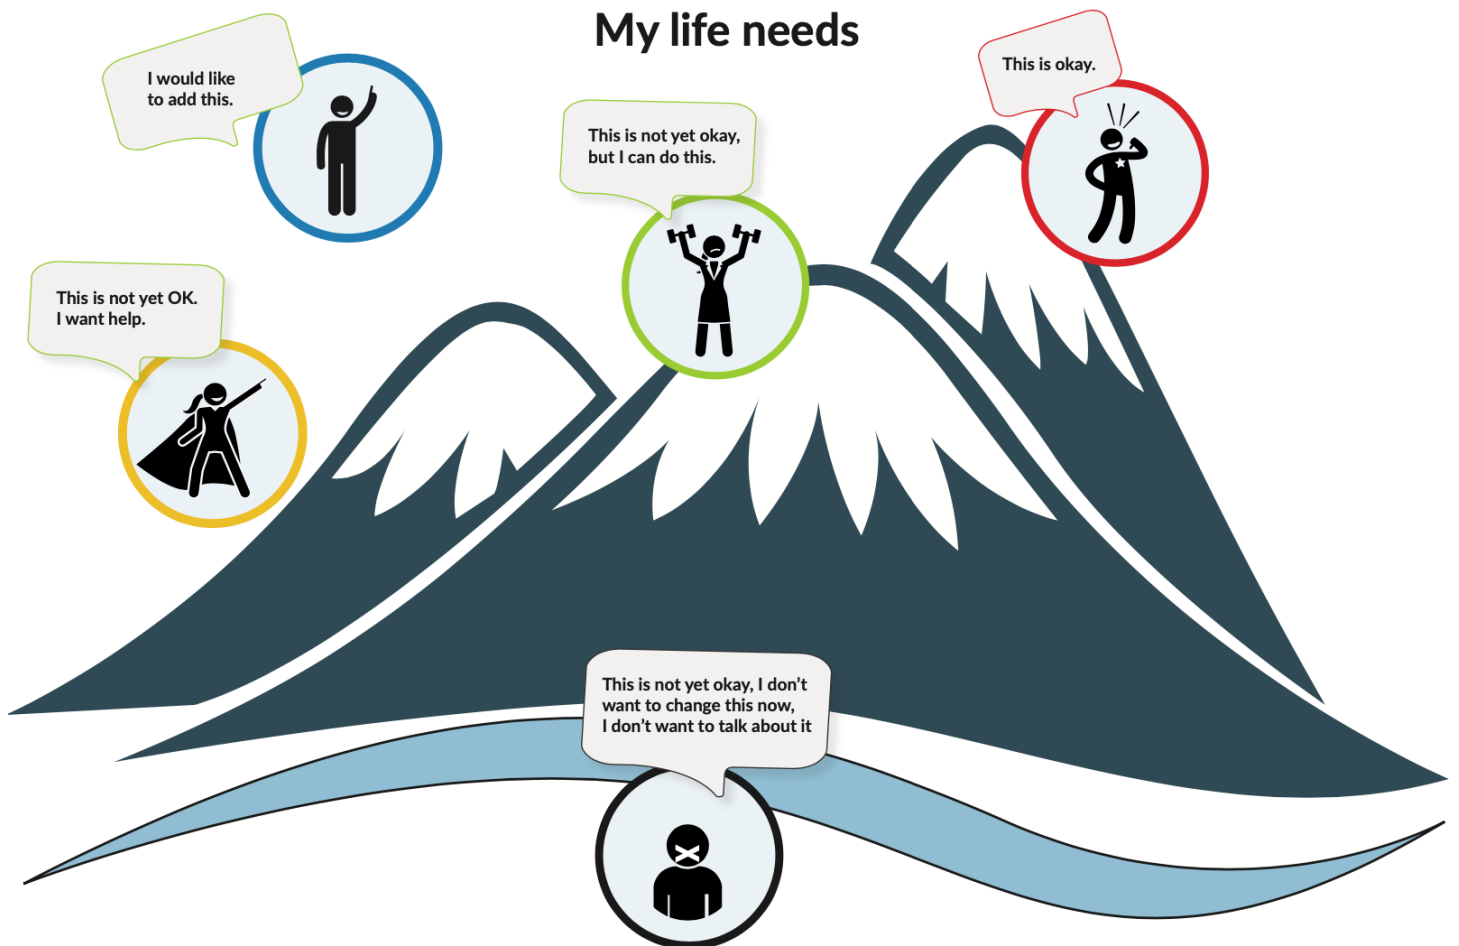 My life needs
I would like
to add this.
This is okay.
This is not yet okay,
but I can do this.
This is not yet OK.
I want help.
This is not yet okay, I don't
want to change this now,
I don't want to talk about it